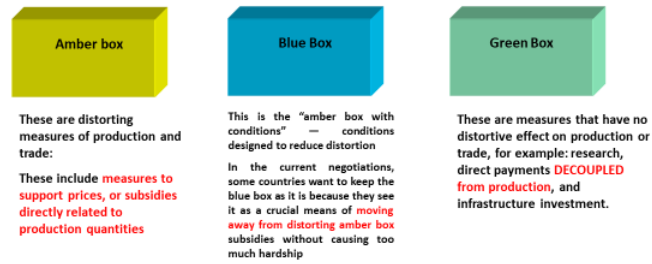 Amber box
These are distorting
measures of production and
trade:
These include measures to
support prices, or subsidies
directly related to
production quantities
Blue Box
This is the “amber box with
conditions” — conditions
designed to reduce distortion
In the current negotiations,
some countries want to keep the
blue box as it is because they see
it as a crucial means of moving
away from distorting amber box
subsidies without causing too
much hardship
Green Box
These are measures that have no
distortive effect on production or
trade, for example: research,
direct payments DECOUPLED
from production, and
infrastructure investment.